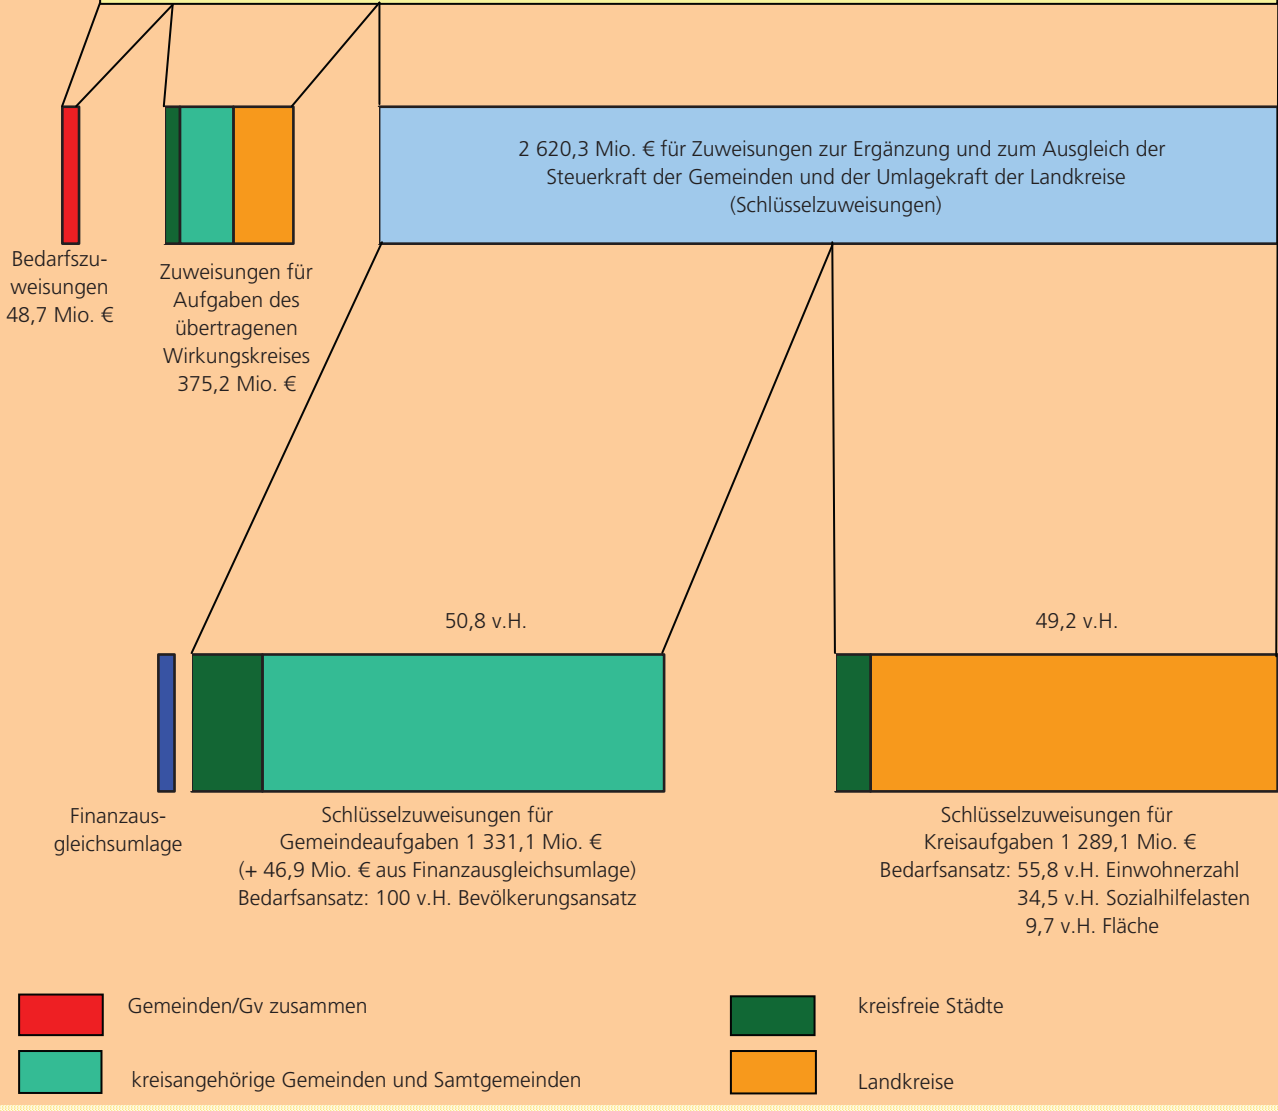 2 620,3 Mio. € für Zuweisungen zur Ergänzung und zum Ausgleich der
Steuerkraft der Gemeinden und der Umlagekraft der Landkreise
(Schlüsselzuweisungen)
Bedarfszu-
weisungen
48,7 Mio. €
Zuweisungen für
Aufgaben des
übertragenen
Wirkungskreises
375,2 Mio. €
50,8 v.H.
49,2 v.H.
Finanzaus-
gleichsumlage
Schlüsselzuweisungen für
Gemeindeaufgaben 1 331,1 Mio. €
(+ 46,9 Mio. € aus Finanzausgleichsumlage)
Bedarfsansatz: 100 v.H. Bevölkerungsansatz
Schlüsselzuweisungen für
Kreisaufgaben 1 289,1 Mio. €
Bedarfsansatz: 55,8 v.H. Einwohnerzahl
34,5 v.H. Sozialhilfelasten
9,7 v.H. Fläche
Gemeinden/Gv zusammen
kreisfreie Städte
kreisangehörige Gemeinden und Samtgemeinden
Landkreise